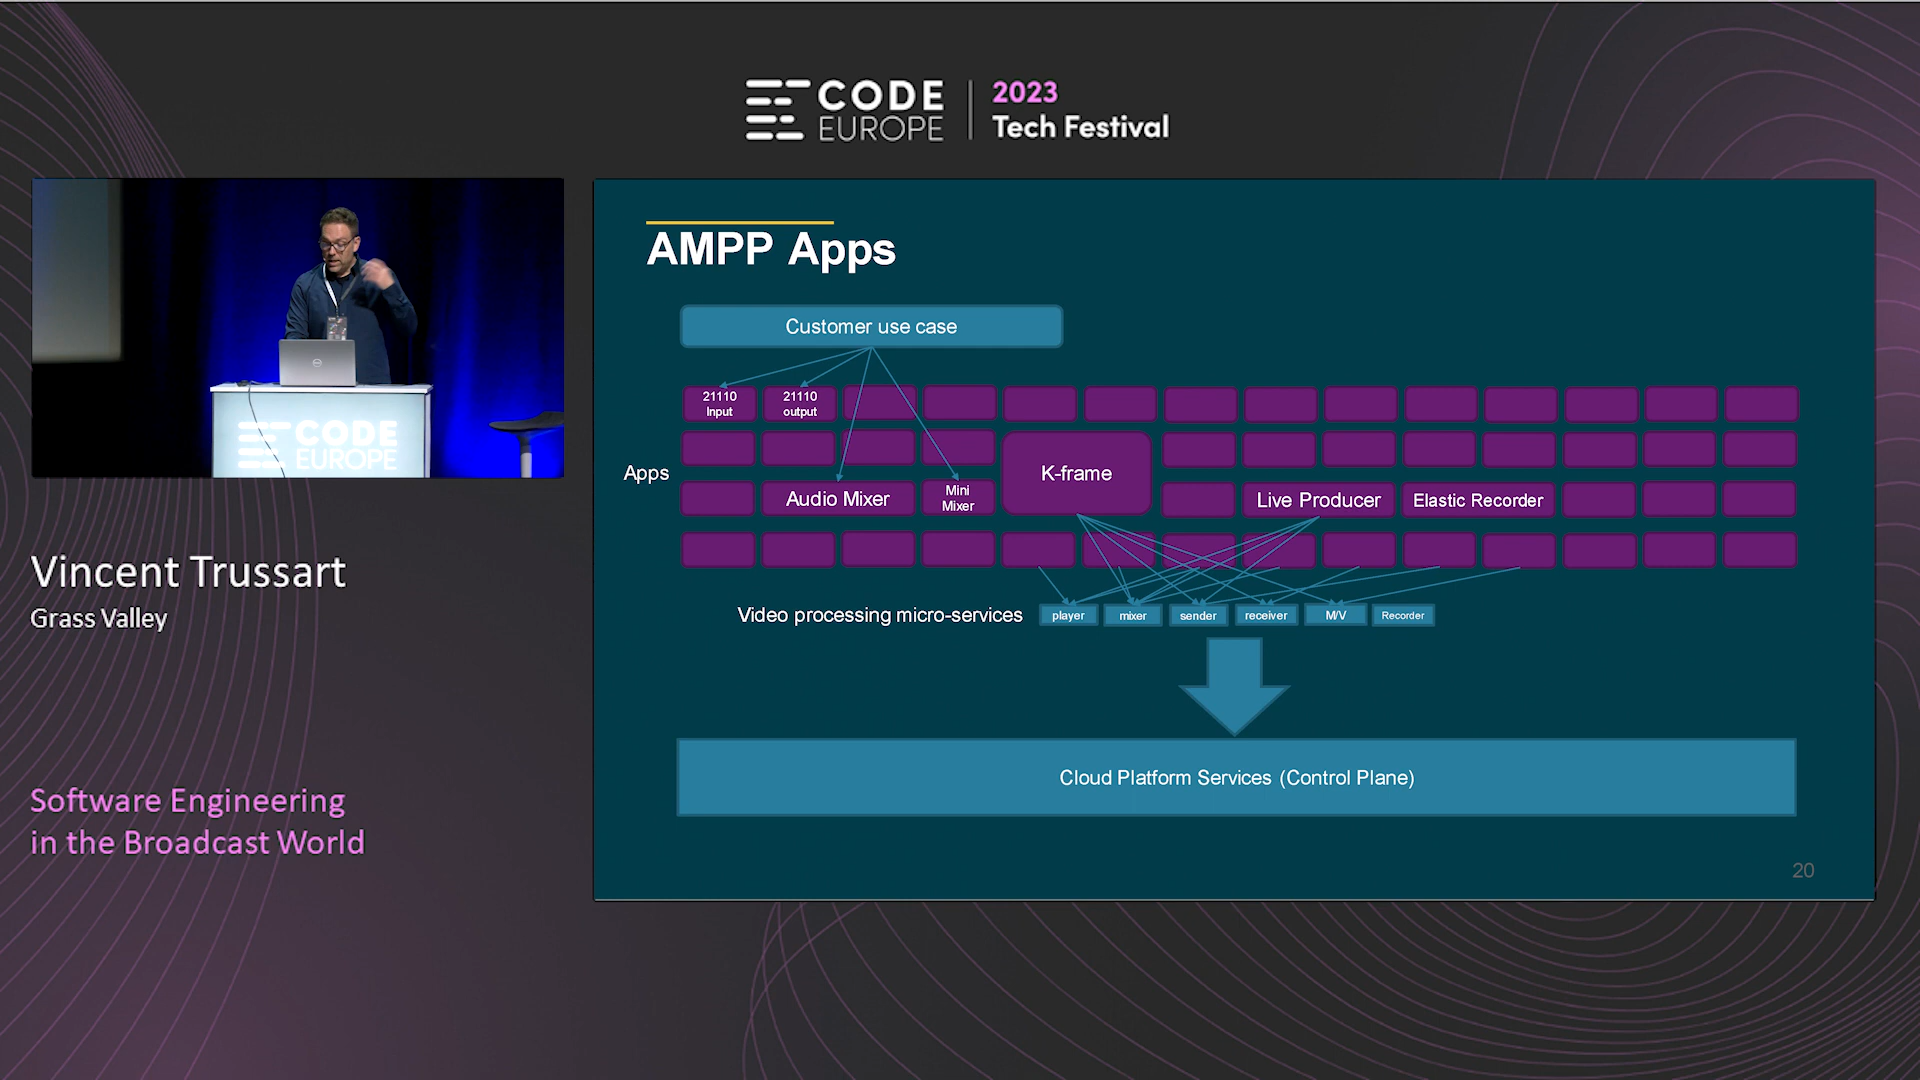 CODE
EUROPE
2023
Tech Festival
CODE
EUROPE
Vincent Trussart
Grass Valley
Software Engineering
in the Broadcast World
AMPP Apps
Customer use case
21110
Input
21110
output
Apps
Audio Mixer
Mini
Mixer
K-frame
Live Producer
Elastic Recorder
Video processing micro-services
player
mixer
sender
receiver
M/V
Recorder
Cloud Platform Services (Control Plane)
20